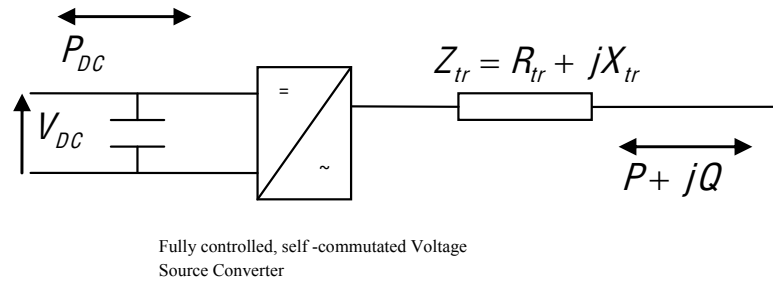 P_DC
Z_tr = R_tr + jX_tr
=
V_DC
~
P + jQ
Fully controlled, self -commutated Voltage
Source Converter